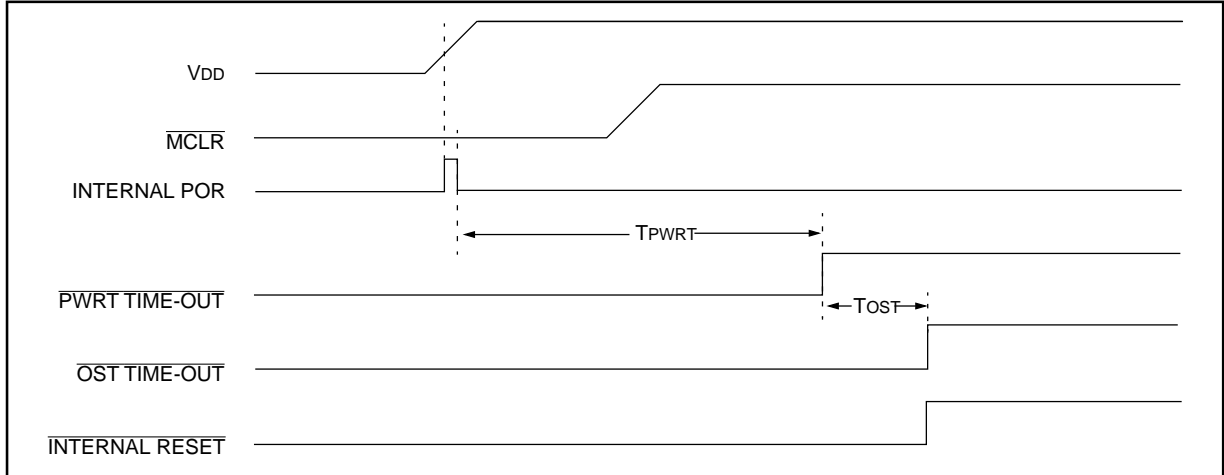 VDD
MCLR
INTERNAL POR
TPWRT
PWRT TIME-OUT
TOST
OST TIME-OUT
INTERNAL RESET